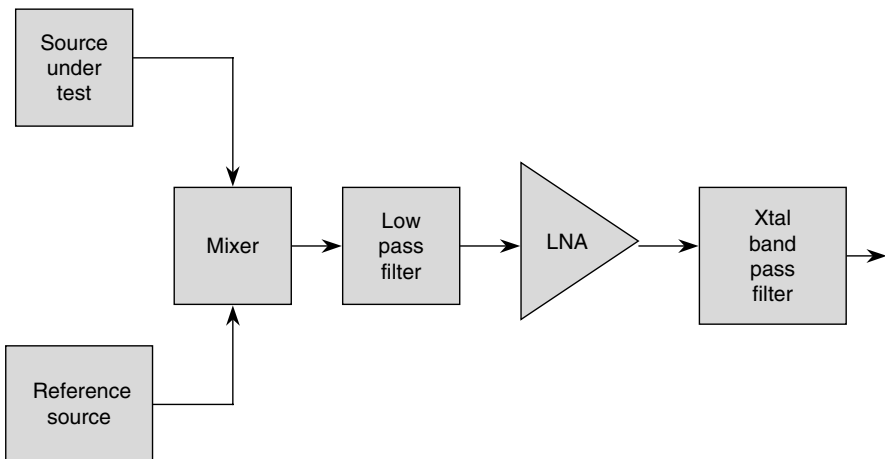 Source
under
test
Mixer
Low
pass
filter
LNA
Xtal
band
pass
filter
Reference
source